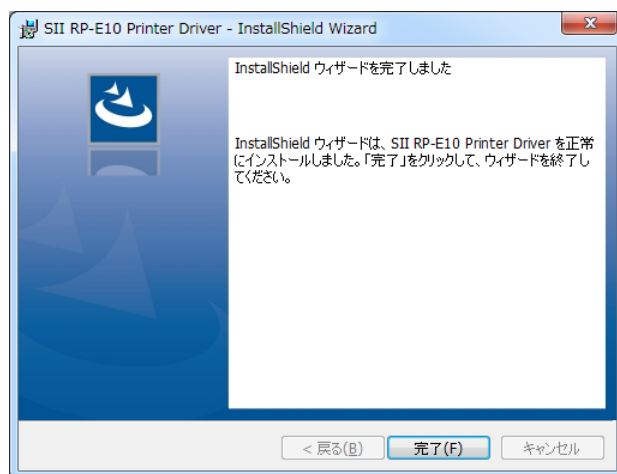 SII RP-E10 Printer Driver - InstallShield Wizard
InstallShield ウィザードを完了しました
InstallShield ウィザードは、SII RP-E10 Printer Driver を正常
にインストールしました。「完了」をクリックして、ウィザードを終了し
てください。
< 戻る(B) 完了(F) キャンセル